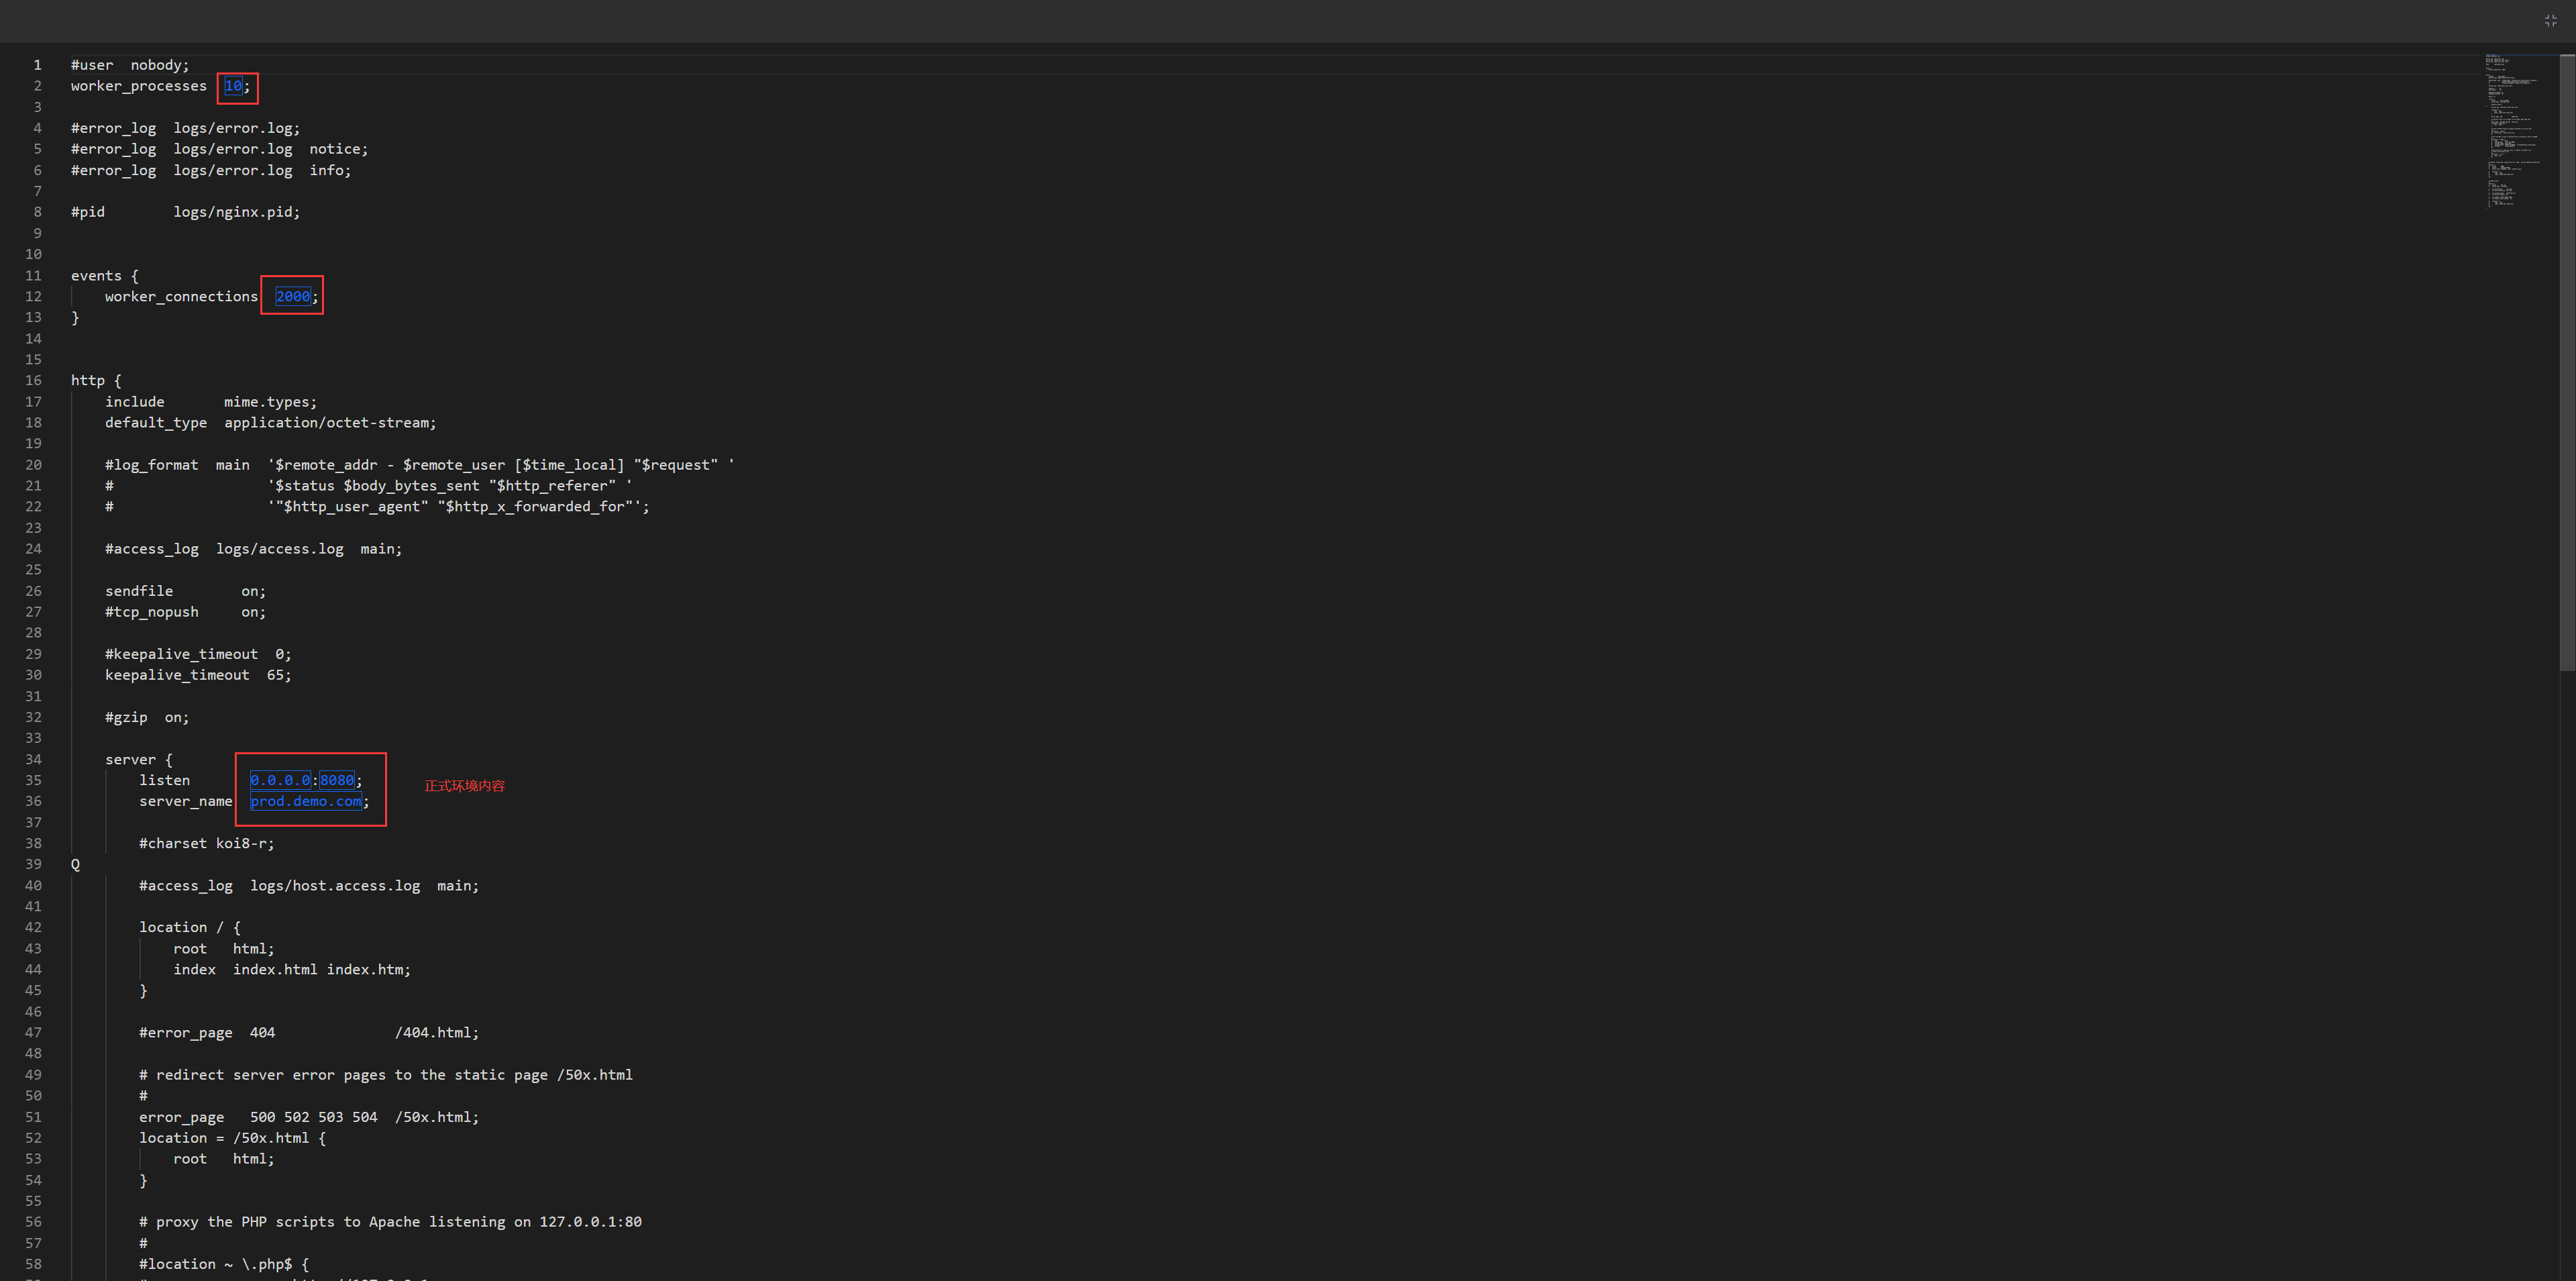 1 #user  nobody;
2 worker_processes  10;
3
4 #error_log  logs/error.log;
5 #error_log  logs/error.log  notice;
6 #error_log  logs/error.log  info;
7
8 #pid        logs/nginx.pid;
9
10
11 events {
12     worker_connections  2000;
13 }
14
15
16 http {
17     include       mime.types;
18     default_type  application/octet-stream;
19
20     #log_format  main  '$remote_addr - $remote_user [$time_local] "$request" '
21     #                  '$status $body_bytes_sent "$http_referer" '
22     #                  '"$http_user_agent" "$http_x_forwarded_for"';
23
24     #access_log  logs/access.log  main;
25
26     sendfile        on;
27     #tcp_nopush     on;
28
29     #keepalive_timeout  0;
30     keepalive_timeout  65;
31
32     #gzip  on;
33
34     server {
35         listen       0.0.0.0:8080; 正式环境内容
36         server_name  prod.demo.com;
37
38         #charset koi8-r;
39 Q
40         #access_log  logs/host.access.log  main;
41
42         location / {
43             root   html;
44             index  index.html index.htm;
45         }
46
47         #error_page  404              /404.html;
48
49         # redirect server error pages to the static page /50x.html
50         #
51         error_page   500 502 503 504  /50x.html;
52         location = /50x.html {
53             root   html;
54         }
55
56         # proxy the PHP scripts to Apache listening on 127.0.0.1:80
57         #
58         #location ~ \.php$ {